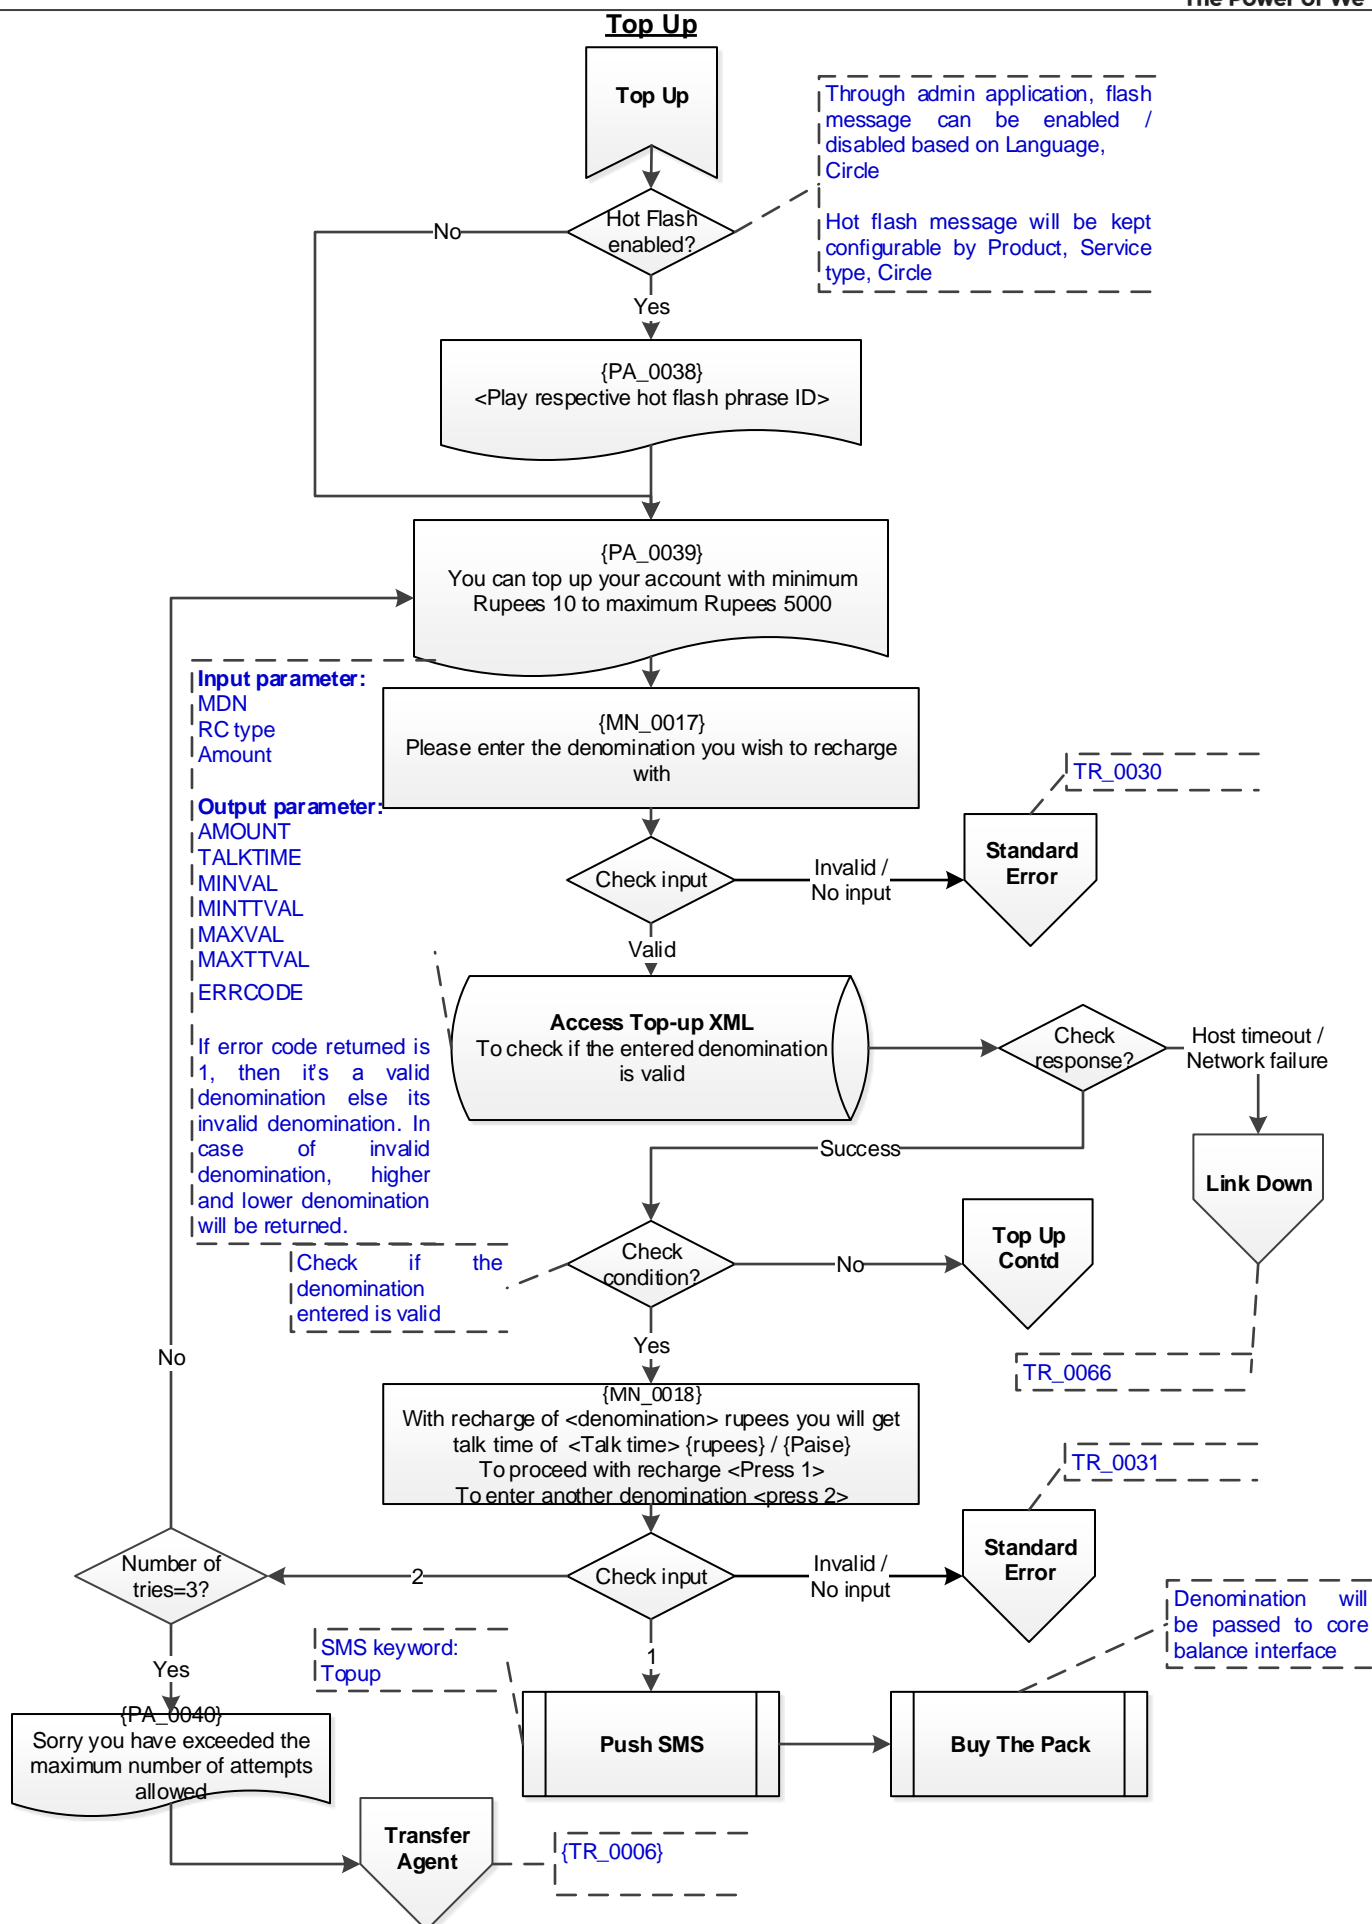 The Power of We
Top Up
Top Up
Through admin application, flash
message can be enabled /
disabled based on Language,
Circle
Hot flash message will be kept
configurable by Product, Service
type, Circle
Hot Flash
enabled?
No
Yes
{PA_0038}
<Play respective hot flash phrase ID>
{PA_0039}
You can top up your account with minimum
Rupees 10 to maximum Rupees 5000
Input parameter:
MDN
RC type
Amount
Output parameter:
AMOUNT
TALKTIME
MINVAL
MINTTVAL
MAXVAL
MAXTTVAL
ERRCODE
If error code returned is
1, then it's a valid
denomination else its
invalid denomination. In
case of invalid
denomination, higher
and lower denomination
will be returned.
{MN_0017}
Please enter the denomination you wish to recharge
with
TR_0030
Standard
Error
Check input
Invalid /
No input
Valid
Access Top-up XML
To check if the entered denomination
is valid
Check
response?
Host timeout /
Network failure
Success
Link Down
Check if the
denomination
entered is valid
Check
condition?
No
Top Up
Contd
TR_0066
Yes
No
{MN_0018}
With recharge of <denomination> rupees you will get
talk time of <Talk time> {rupees} / {Paise}
To proceed with recharge <Press 1>
To enter another denomination <press 2>
TR_0031
Standard
Error
Number of
tries=3?
2
Check input
Invalid /
No input
Denomination will
be passed to core
balance interface
Yes
SMS keyword:
Topup
1
{PA_0040}
Sorry you have exceeded the
maximum number of attempts
allowed
Push SMS
Buy The Pack
Transfer
Agent
{TR_0006}